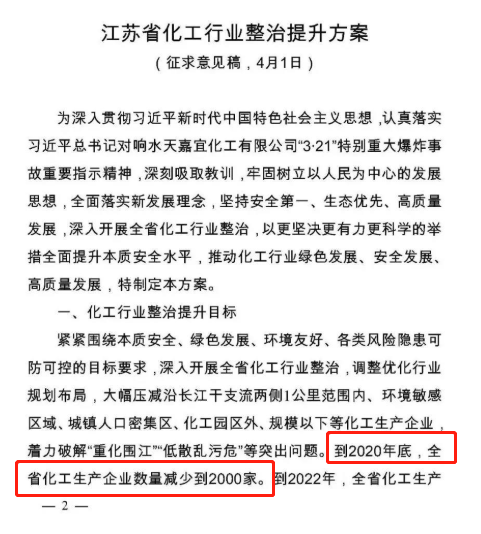 江苏省化工行业整治提升方案
（征求意见稿，4月1日）
为深入贯彻习近平新时代中国特色社会主义思想，认真落实
习近平总书记对响水天嘉宜化工有限公司“3·21”特别重大爆炸事
故重要指示精神，深刻吸取教训，牢固树立以人民为中心的发展
思想，全面落实新发展理念，坚持安全第一、生态优先、高质量
发展，深入开展全省化工行业整治，以更坚决更有力更科学的举
措全面提升本质安全水平，推动化工行业绿色发展、安全发展、
高质量发展，特制定本方案。
一、化工行业整治提升目标
紧紧围绕本质安全、绿色发展、环境友好、各类风险隐患可
防可控的目标要求，深入开展全省化工行业整治，调整优化行业
规划布局，大幅压减沿长江干支流两侧1公里范围内、环境敏感
区域、城镇人口密集区、化工园区外、规模以下等化工生产企业，
着力破解“重化围江”“低散乱污危”等突出问题。到2020年底，全
省化工生产企业数量减少到2000家。到2022年，全省化工生产
— 2 —